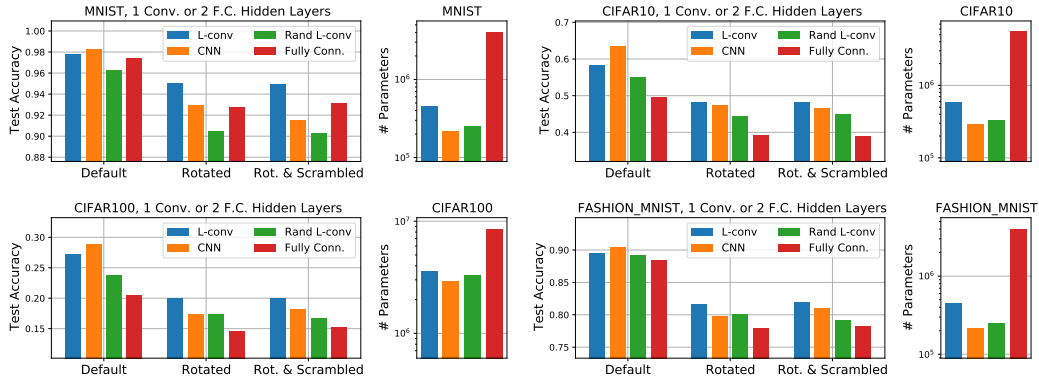 MNIST, 1 Conv. or 2 F.C. Hidden Layers
Test Accuracy
1.00
0.98
0.96
0.94
0.92
0.90
0.88
L-conv
CNN
Rand L-conv
Fully Conn.
Default
Rotated
Rot. & Scrambled
MNIST
# Parameters
10^6
10^5
CIFAR10, 1 Conv. or 2 F.C. Hidden Layers
Test Accuracy
0.7
0.6
0.5
0.4
L-conv
CNN
Rand L-conv
Fully Conn.
Default
Rotated
Rot. & Scrambled
CIFAR10
# Parameters
10^6
10^5
CIFAR100, 1 Conv. or 2 F.C. Hidden Layers
Test Accuracy
0.30
0.25
0.20
0.15
L-conv
CNN
Rand L-conv
Fully Conn.
Default
Rotated
Rot. & Scrambled
CIFAR100
# Parameters
10^7
10^6
FASHION_MNIST, 1 Conv. or 2 F.C. Hidden Layers
Test Accuracy
0.90
0.85
0.80
0.75
L-conv
CNN
Rand L-conv
Fully Conn.
Default
Rotated
Rot. & Scrambled
FASHION_MNIST
# Parameters
10^6
10^5